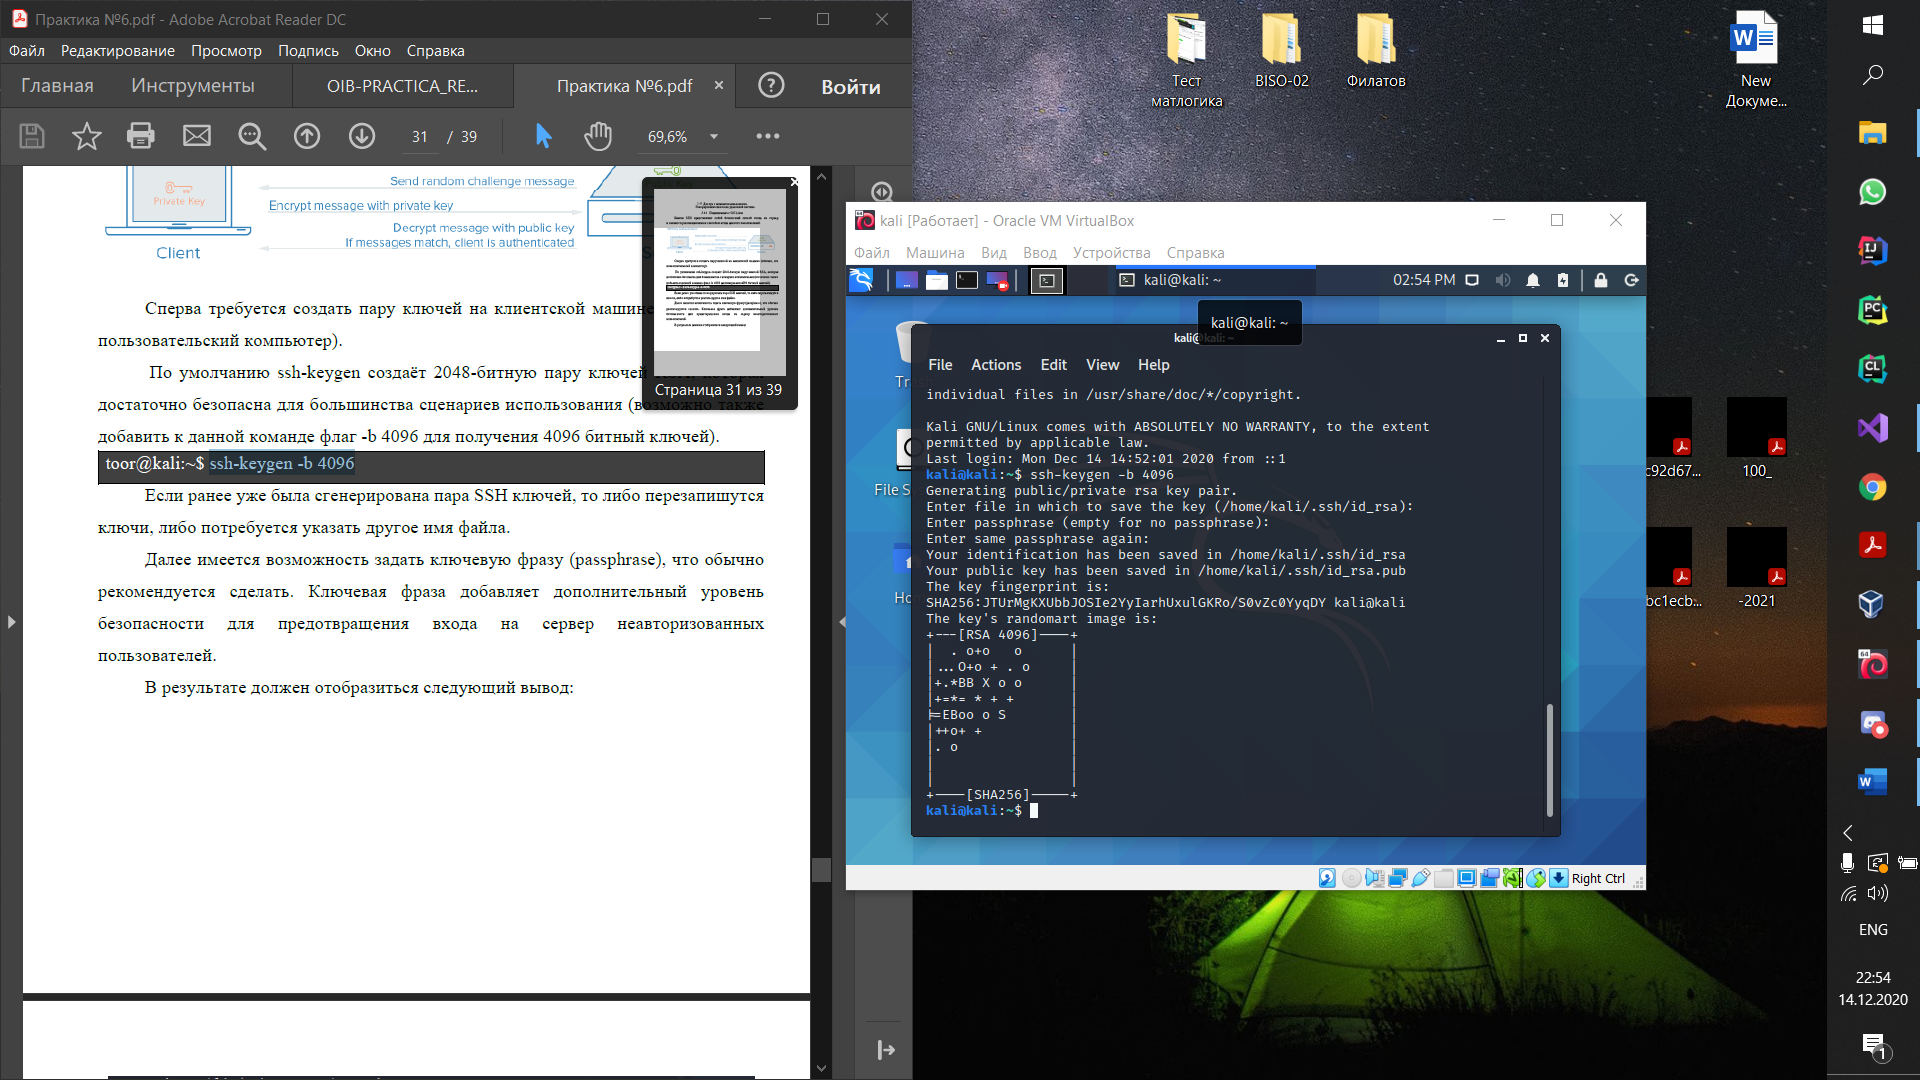 Практика №6.pdf - Adobe Acrobat Reader DC
Файл Редактирование Просмотр Подпись Окно Справка
Главная Инструменты OIB-PRACTICA_RE... Практика №6.pdf × ? Войти
31 / 39 69,6%
Send random challenge message
Private Key
Encrypt message with private key
Decrypt message with public key
If messages match, client is authenticated
Client
Страница 31 из 39
Сперва требуется создать пару ключей на клиентской машине
пользовательский компьютер).
По умолчанию ssh-keygen создаёт 2048-битную пару ключей
достаточно безопасна для большинства сценариев использования (возможно также
добавить к данной команде флаг -b 4096 для получения 4096 битный ключей).
toor@kali:~$ ssh-keygen -b 4096
Если ранее уже была сгенерирована пара SSH ключей, то либо перезапишутся
ключи, либо потребуется указать другое имя файла.
Далее имеется возможность задать ключевую фразу (passphrase), что обычно
рекомендуется сделать. Ключевая фраза добавляет дополнительный уровень
безопасности для предотвращения входа на сервер неавторизованных
пользователей.
В результате должен отобразиться следующий вывод:
Тест
матлогика
BISO-02
Филатов
New
Докуме...
kali [Работает] - Oracle VM VirtualBox
Файл Машина Вид Ввод Устройства Справка
kali@kali: ~
02:54 PM
kali@kali: ~
kali@kali: ~
File Actions Edit View Help
individual files in /usr/share/doc/*/copyright.
Kali GNU/Linux comes with ABSOLUTELY NO WARRANTY, to the extent
permitted by applicable law.
Last login: Mon Dec 14 14:52:01 2020 from ::1
kali@kali:~$ ssh-keygen -b 4096
Generating public/private rsa key pair.
Enter file in which to save the key (/home/kali/.ssh/id_rsa):
Enter passphrase (empty for no passphrase):
Enter same passphrase again:
Your identification has been saved in /home/kali/.ssh/id_rsa
Your public key has been saved in /home/kali/.ssh/id_rsa.pub
The key fingerprint is:
SHA256:JTUrMgKXUbbJOSIe2YyIarhUxulGKRo/S0vZc0YyqDY kali@kali
The key's randomart image is:
+---[RSA 4096]----+
|  . o+o   o      |
|...O+o + . o     |
|+.*BB X o o      |
|+=*= * + +       |
|==EBoo o S        |
|++o+ +           |
|. o              |
|                 |
|                 |
+----[SHA256]-----+
kali@kali:~$
Right Ctrl
c92d67...
100_
bc1ecb...
-2021
ENG
22:54
14.12.2020
1